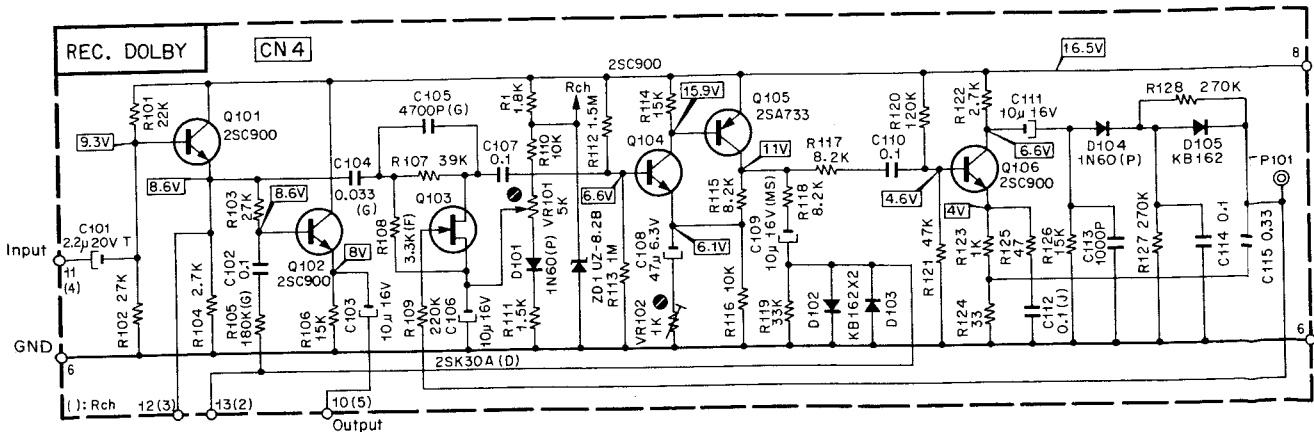 REC. DOLBY
CN4
2SC900
16.5V
8
R101
22K
Q101
2SC900
9.3V
8.6V
C101
2.2μ 20V T
Input
11
(4)
R102 27K
R104 2.7K
R103
27K
8.6V
C102
0.1
R105
180K(G)
Q102
2SC900
8V
R106
15K
C103
10μ 16V
C104
0.033
(G)
C105
4700P(G)
R107 39K
R108
3.3K(F)
Q103
C107
0.1
R109
220K
C106
10μ 16V
2SK30A(D)
R1
1.8K
Rch
R110
10K
VR101
5K
D101
1N60(P)
R111
1.5K
ZD1 UZ-8.2B
R112 1.5M
R113 1M
6.6V
R114
15K
15.9V
Q104
Q105
2SA733
11V
R115
8.2K
6.1V
C108
47μ 6.3V
VR102
1K
R116 10K
R117
8.2K
C109
10μ 16V(MS)
R118
8.2K
R119
33K
D102
KB162X2
D103
C110
0.1
R120
120K
4.6V
R121 47K
R122
2.7K
C111
10μ 16V
6.6V
Q106
2SC900
4V
R123
1K
R124
33
R125
47
C112
0.1(J)
R126
15K
C113
1000P
D104
1N60(P)
R127 270K
R128 270K
D105
KB162
C114 0.1
C115 0.33
P101
GND
6
6
( ): Rch
12(3)
13(2)
10(5)
Output